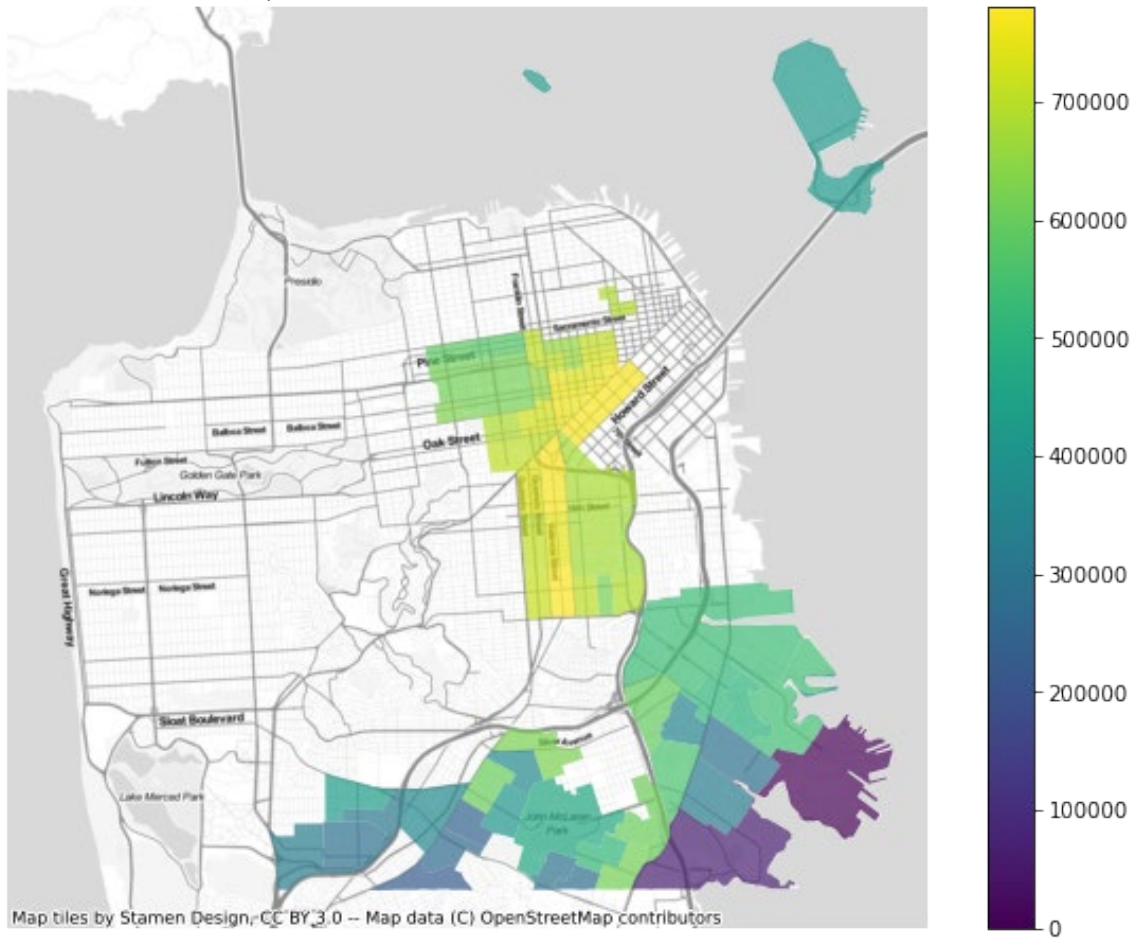 700000
600000
500000
400000
300000
200000
100000
0
Presidio
Franklin Street
Sacramento Street
Pine Street
Howard Street
Balboa Street
Balboa Street
Oak Street
Fulton Street
Golden Gate Park
Lincoln Way
Noriega Street
Noriega Street
Great Highway
Sloat Boulevard
Silver Avenue
Lake Merced Park
John McLaren
Park
Map tiles by Stamen Design, CC BY 3.0 -- Map data (C) OpenStreetMap contributors